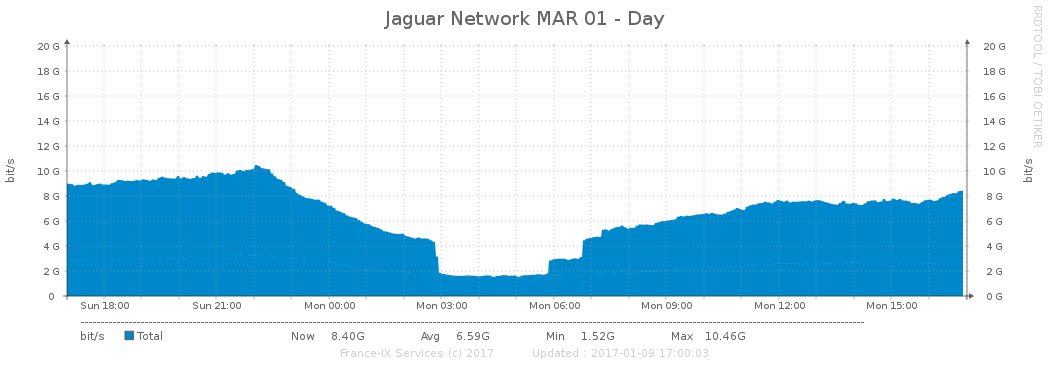 Jaguar Network MAR 01 - Day
RRDTOOL / TOBI OETIKER
bit/s
20 G 20 G
18 G 18 G
16 G 16 G
14 G 14 G
12 G 12 G
10 G 10 G
8 G 8 G
6 G 6 G
4 G 4 G
2 G 2 G
0 0 G
bit/s
Sun 18:00 Sun 21:00 Mon 00:00 Mon 03:00 Mon 06:00 Mon 09:00 Mon 12:00 Mon 15:00
bit/s Total Now 8.40G Avg 6.59G Min 1.52G Max 10.46G
France-IX Services (c) 2017 Updated : 2017-01-09 17:00:03